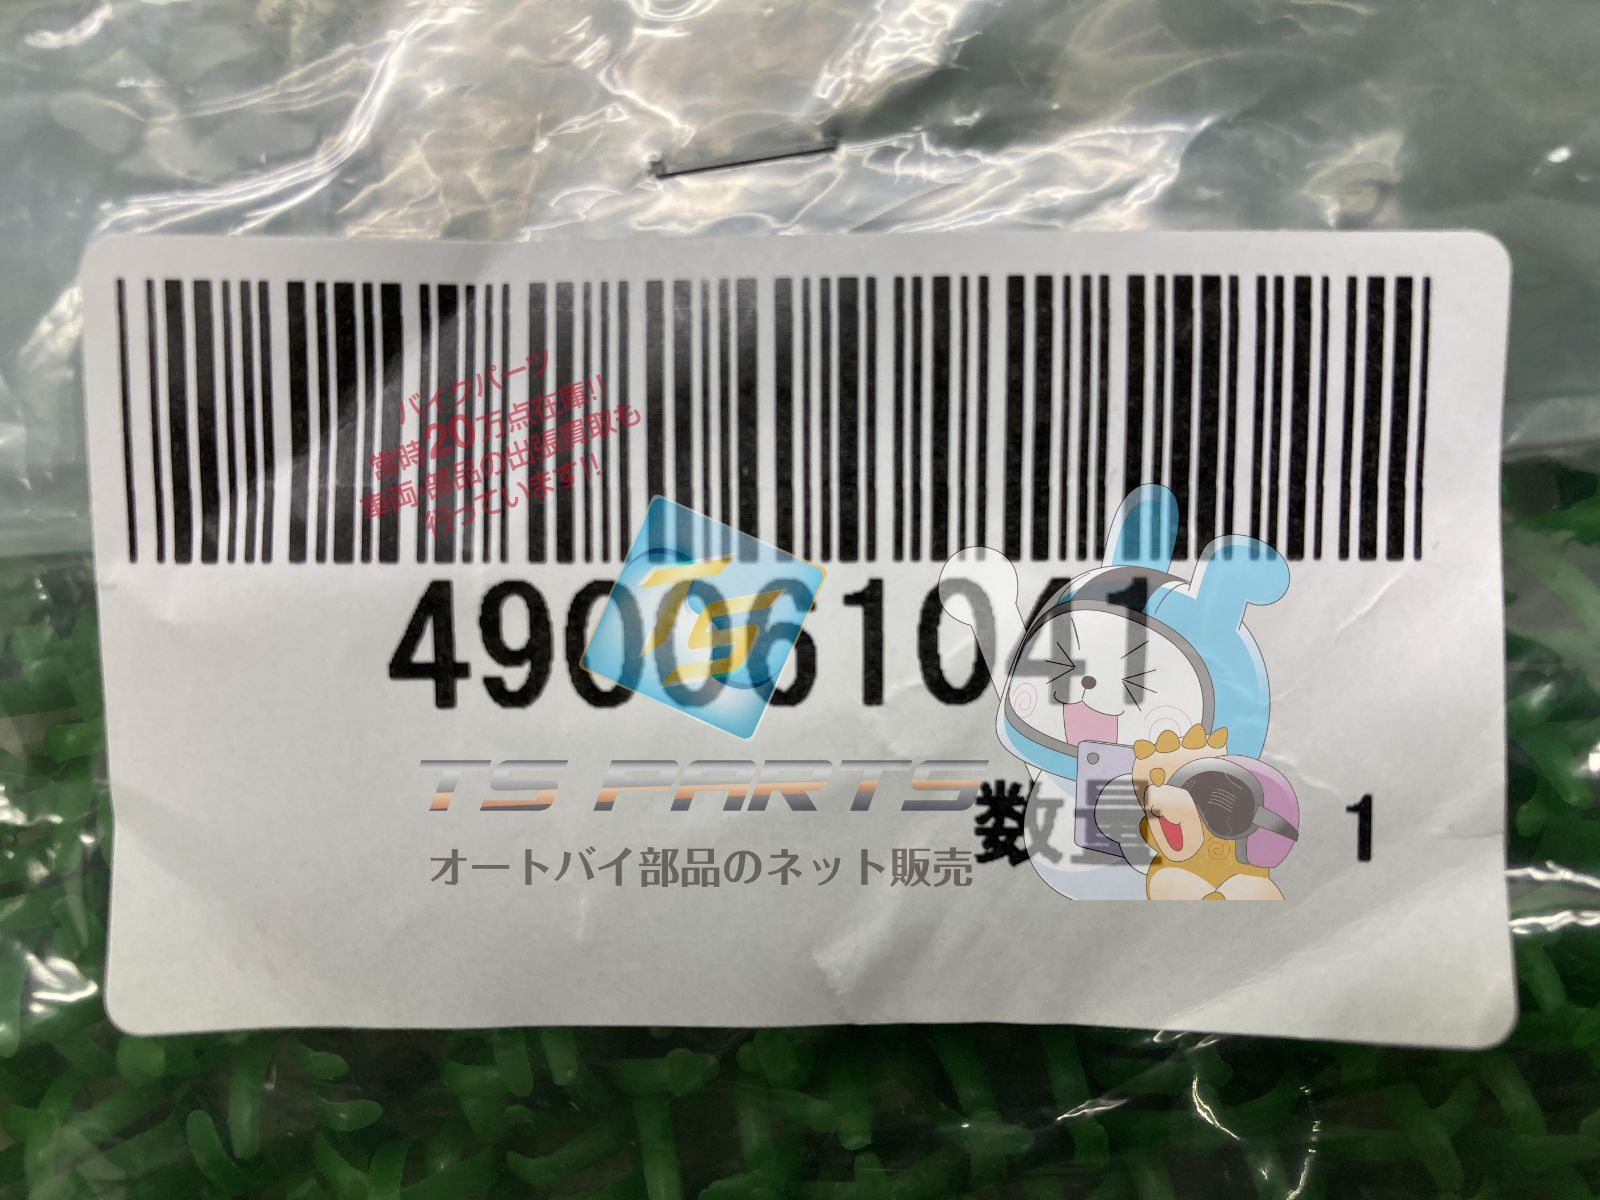 バイクパーツ
常時20万点在庫!!
車両・部品の出張買取も
行っています!!
490061041
TS
TS PARTS
数量 1
オートバイ部品のネット販売